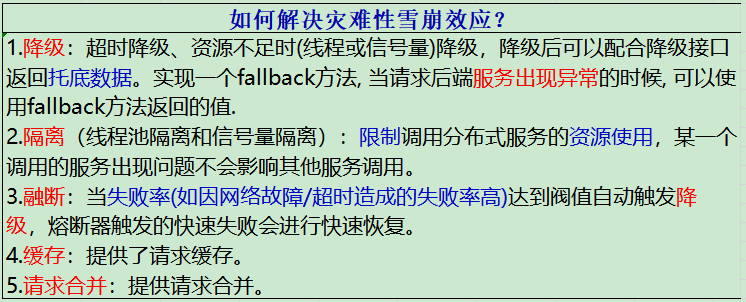 如何解决灾难性雪崩效应？
1.降级：超时降级、资源不足时(线程或信号量)降级，降级后可以配合降级接口
返回托底数据。实现一个fallback方法, 当请求后端服务出现异常的时候, 可以使
用fallback方法返回的值.
2.隔离（线程池隔离和信号量隔离）：限制调用分布式服务的资源使用，某一个
调用的服务出现问题不会影响其他服务调用。
3.融断：当失败率(如因网络故障/超时造成的失败率高)达到阀值自动触发降
级，熔断器触发的快速失败会进行快速恢复。
4.缓存：提供了请求缓存。
5.请求合并：提供请求合并。